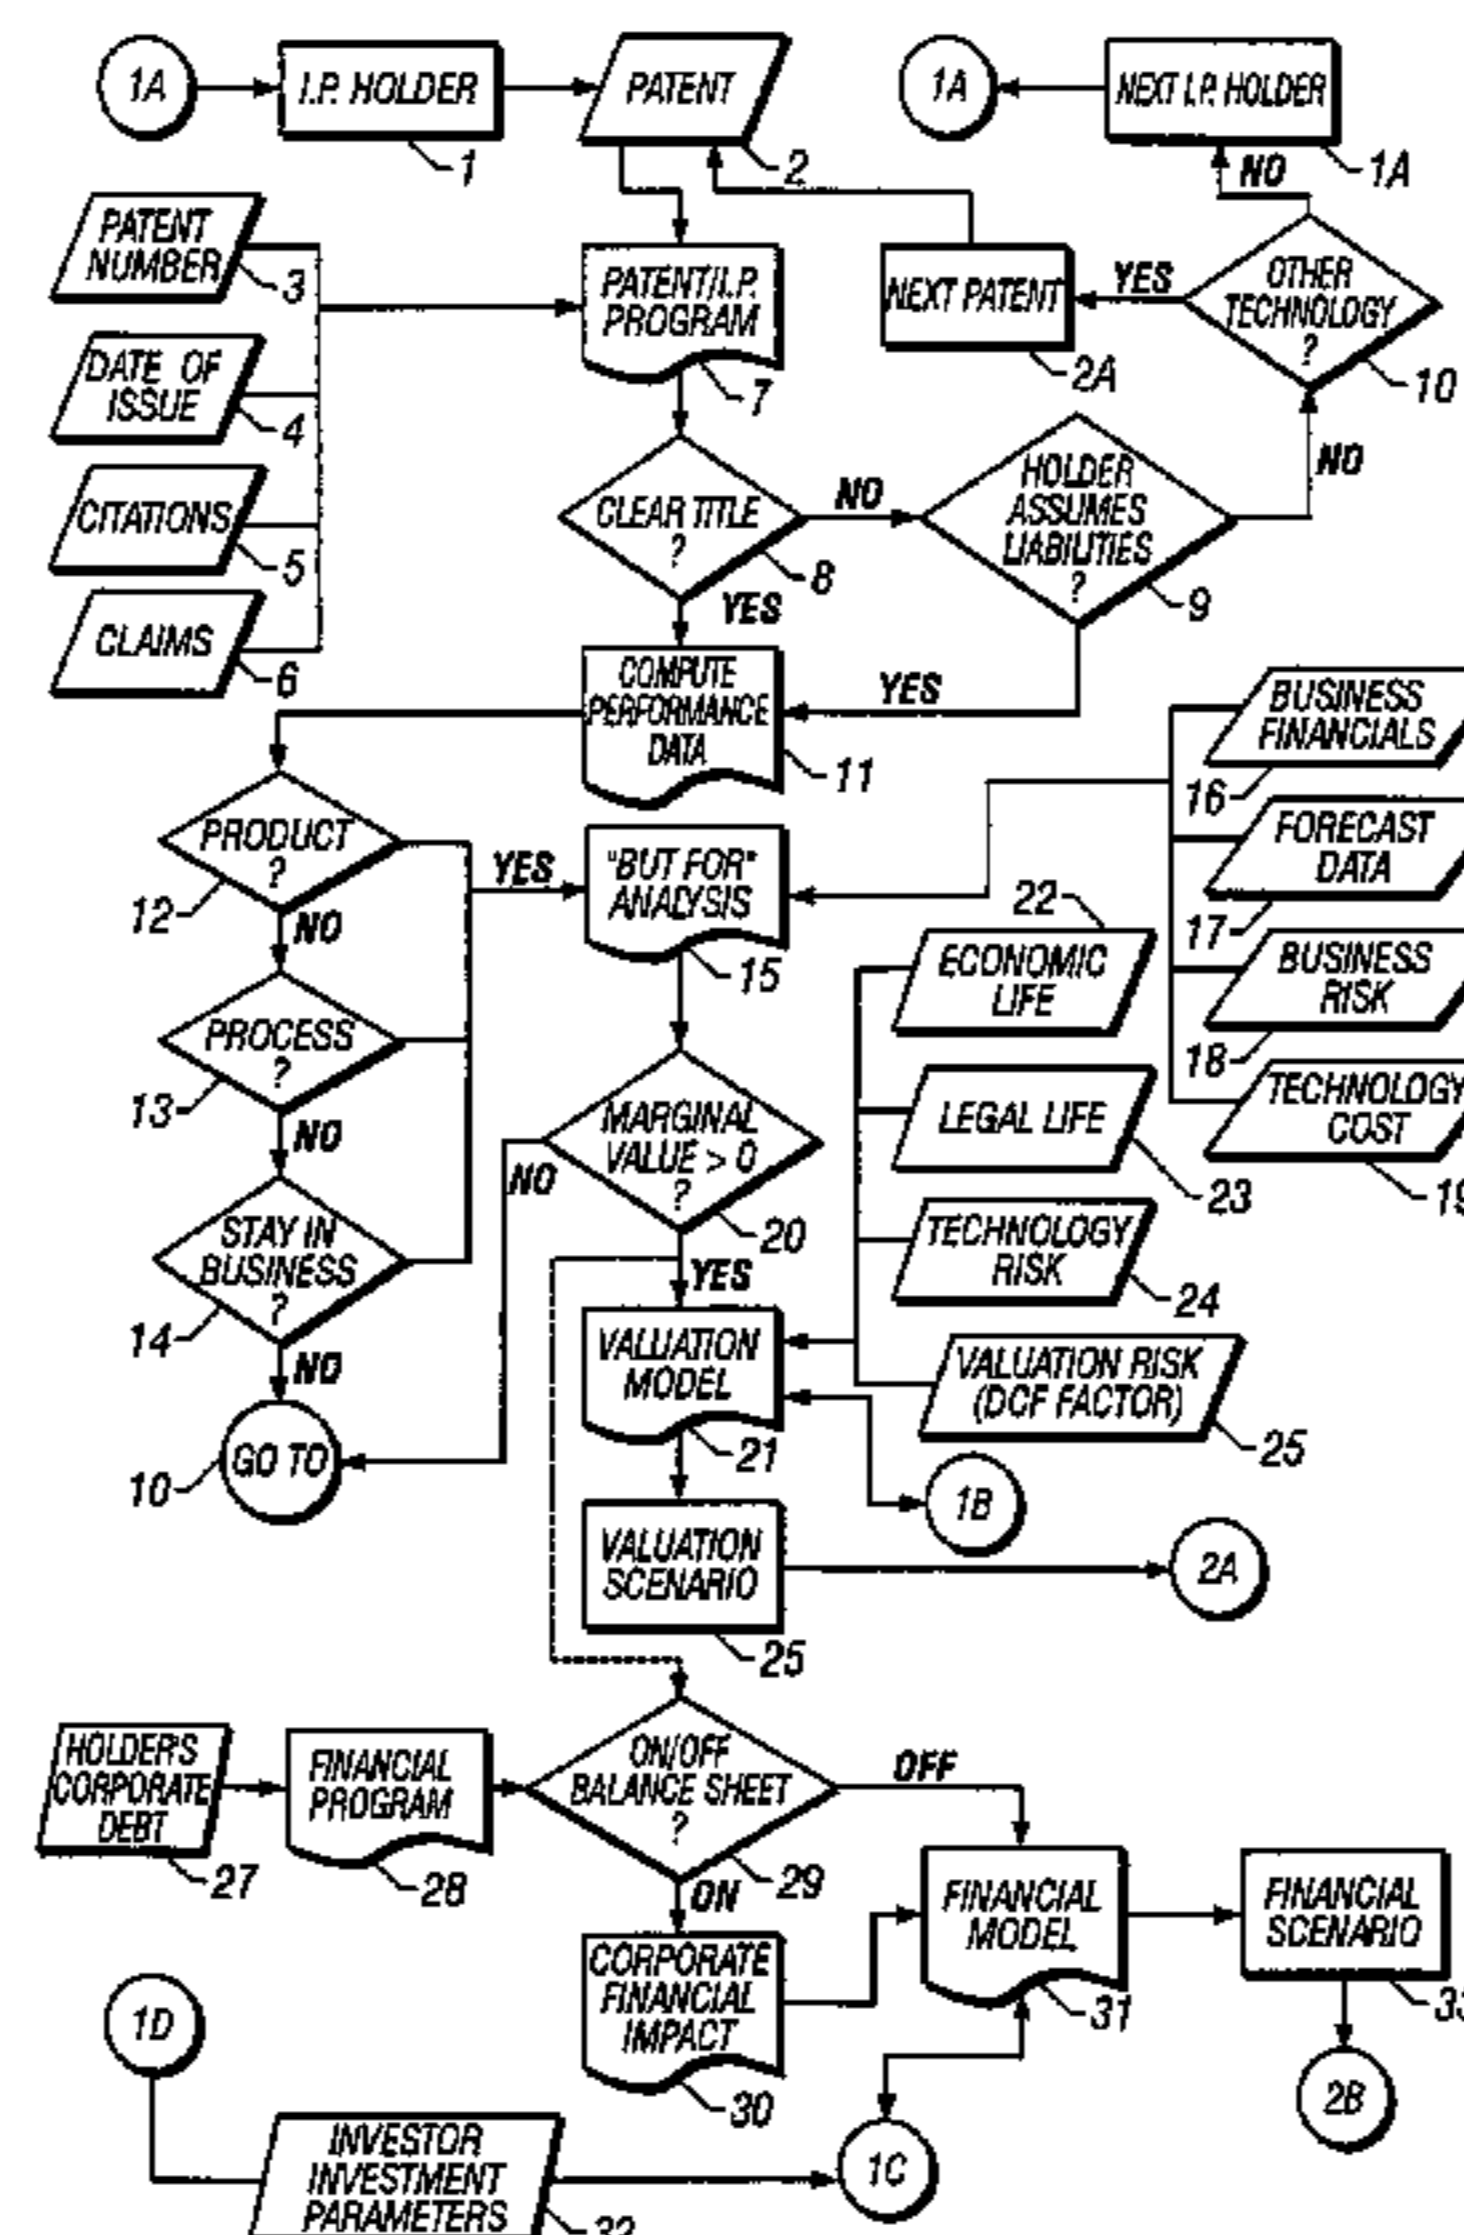 1A
I.P. HOLDER
1
PATENT
2
1A
NEXT I.P. HOLDER
1A
NO
PATENT
NUMBER
3
PATENT/I.P.
PROGRAM
7
NEXT PATENT
2A
YES
OTHER
TECHNOLOGY
?
10
DATE OF
ISSUE
4
CITATIONS
5
CLEAR TITLE
?
8
NO
YES
HOLDER
ASSUMES
LIABILITIES
?
9
NO
CLAIMS
6
COMPUTE
PERFORMANCE
DATA
11
YES
BUSINESS
FINANCIALS
16
PRODUCT
?
12
NO
YES
"BUT FOR"
ANALYSIS
15
FORECAST
DATA
17
22
ECONOMIC
LIFE
BUSINESS
RISK
18
PROCESS
?
13
NO
MARGINAL
VALUE > 0
?
20
NO
YES
LEGAL LIFE
23
TECHNOLOGY
COST
19
STAY IN
BUSINESS
?
14
NO
TECHNOLOGY
RISK
24
VALUATION
MODEL
21
VALUATION RISK
(DCF FACTOR)
25
GO TO
10
1B
VALUATION
SCENARIO
25
2A
HOLDER'S
CORPORATE
DEBT
27
FINANCIAL
PROGRAM
28
ON/OFF
BALANCE SHEET
?
29
OFF
ON
CORPORATE
FINANCIAL
IMPACT
30
FINANCIAL
MODEL
31
FINANCIAL
SCENARIO
33
1D
2B
INVESTOR
INVESTMENT
PARAMETERS
32
1C